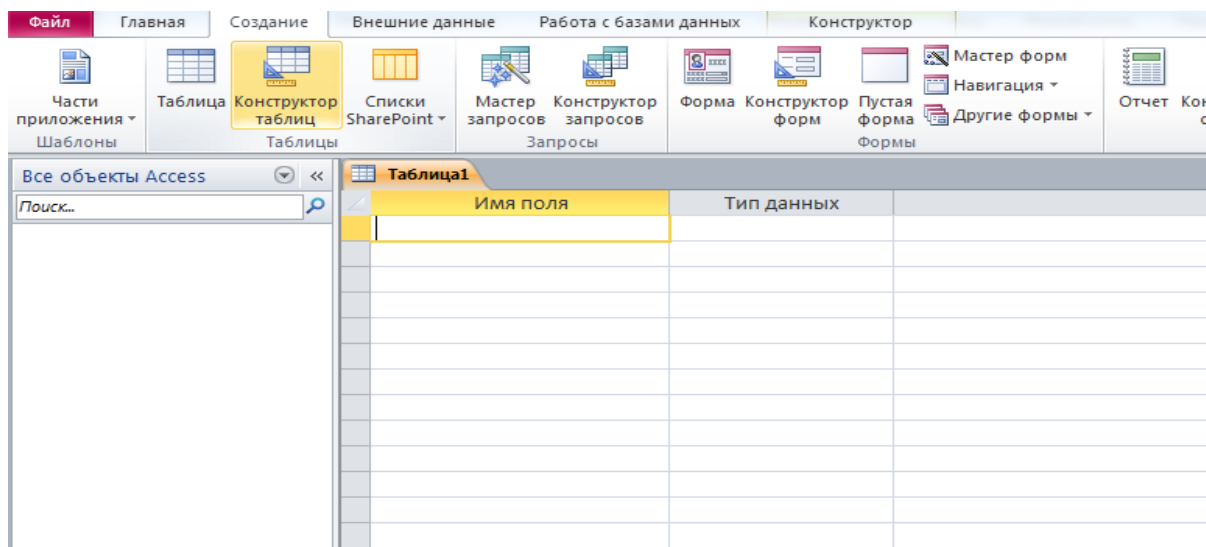 Файл Главная Создание Внешние данные Работа с базами данных Конструктор
Части приложения
Таблица
Конструктор таблиц
Списки SharePoint
Мастер запросов
Конструктор запросов
Форма
Конструктор форм
Пустая форма
Мастер форм
Навигация
Другие формы
Отчет
Шаблоны Таблицы Запросы Формы
Все объекты Access
Поиск...
Таблица1
Имя поля Тип данных